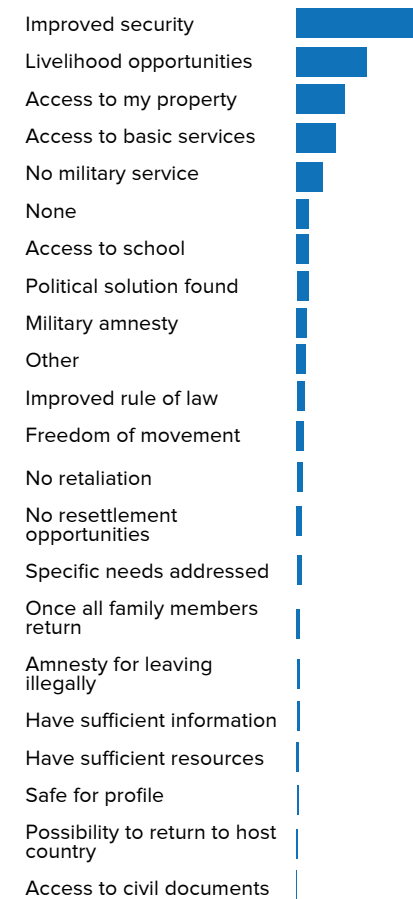 Improved security
Livelihood opportunities
Access to my property
Access to basic services
No military service
None
Access to school
Political solution found
Military amnesty
Other
Improved rule of law
Freedom of movement
No retaliation
No resettlement
opportunities
Specific needs addressed
Once all family members
return
Amnesty for leaving
illegally
Have sufficient information
Have sufficient resources
Safe for profile
Possibility to return to host
country
Access to civil documents